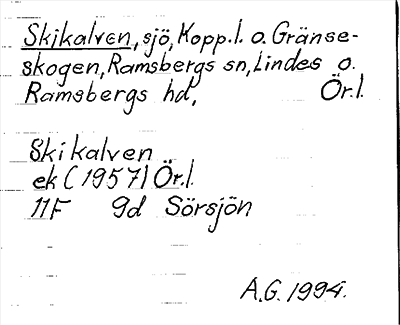 Skikalven, sjö, Kopp.l. o. Gränse-
skogen, Ramsbergs sn, Lindes o.
Ramsbergs hd, Ör.l.
Skikalven
ek (1957) Ör.l.
11F 9d Sörsjön
A.G. 1994.